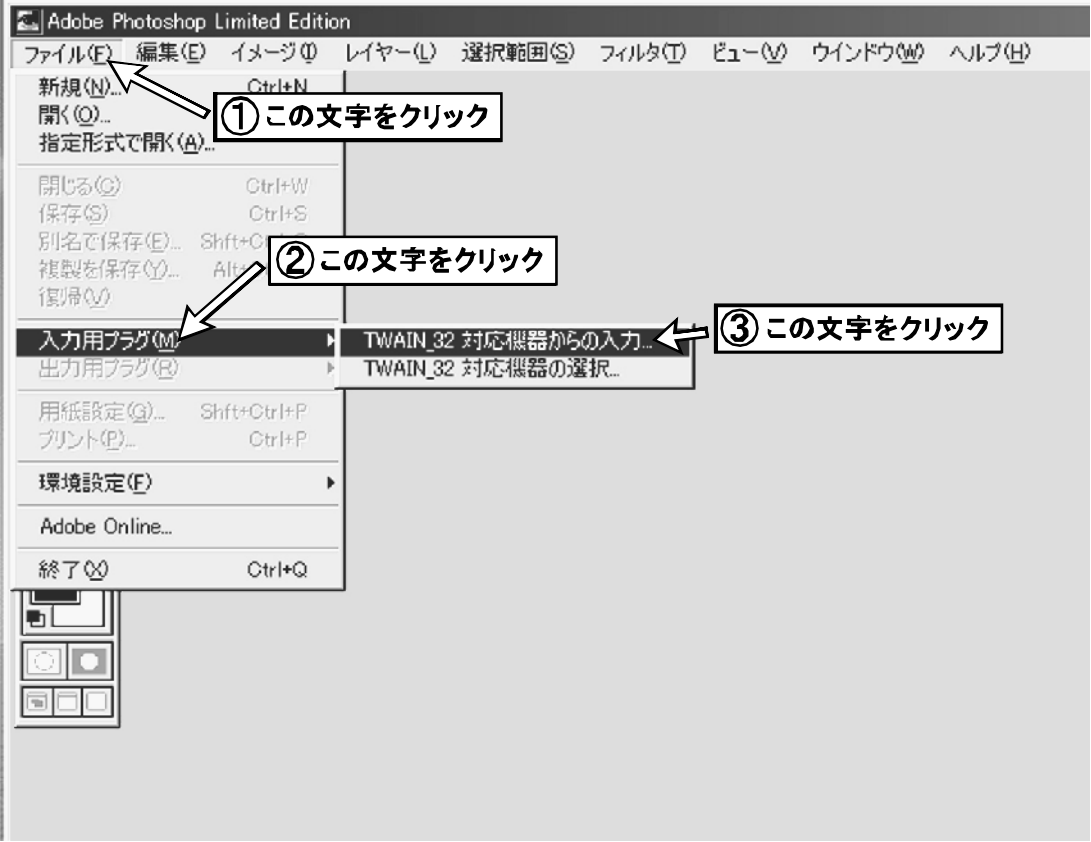 Adobe Photoshop Limited Edition
ファイル(F) 編集(E) イメージ(I) レイヤー(L) 選択範囲(S) フィルタ(T) ビュー(V) ウインドウ(W) ヘルプ(H)
新規(N)... Ctrl+N
開く(O)...
①この文字をクリック
指定形式で開く(A)...
閉じる(C) Ctrl+W
保存(S) Ctrl+S
別名で保存(E)... Shft+
②この文字をクリック
複製を保存(Y)... Alt+
復帰(V)
入力用プラグ(M)
TWAIN_32 対応機器からの入力...
③この文字をクリック
出力用プラグ(R)
TWAIN_32 対応機器の選択...
用紙設定(G)... Shft+Ctrl+P
プリント(P)... Ctrl+P
環境設定(F)
Adobe Online...
終了(X) Ctrl+Q